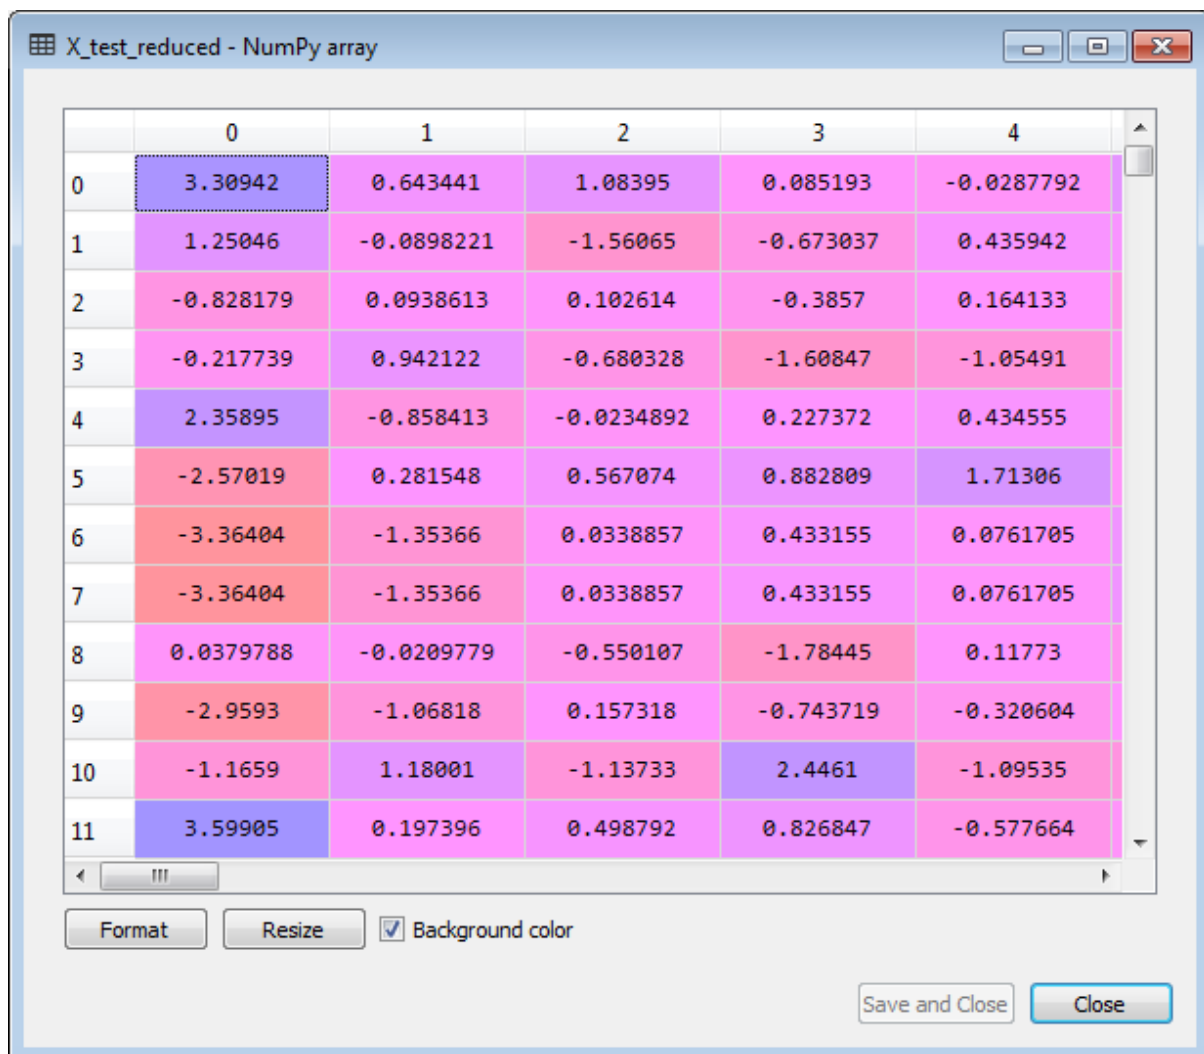 X_test_reduced - NumPy array
0 1 2 3 4
0 3.30942 0.643441 1.08395 0.085193 -0.0287792
1 1.25046 -0.0898221 -1.56065 -0.673037 0.435942
2 -0.828179 0.0938613 0.102614 -0.3857 0.164133
3 -0.217739 0.942122 -0.680328 -1.60847 -1.05491
4 2.35895 -0.858413 -0.0234892 0.227372 0.434555
5 -2.57019 0.281548 0.567074 0.882809 1.71306
6 -3.36404 -1.35366 0.0338857 0.433155 0.0761705
7 -3.36404 -1.35366 0.0338857 0.433155 0.0761705
8 0.0379788 -0.0209779 -0.550107 -1.78445 0.11773
9 -2.9593 -1.06818 0.157318 -0.743719 -0.320604
10 -1.1659 1.18001 -1.13733 2.4461 -1.09535
11 3.59905 0.197396 0.498792 0.826847 -0.577664
Format Resize Background color
Save and Close Close